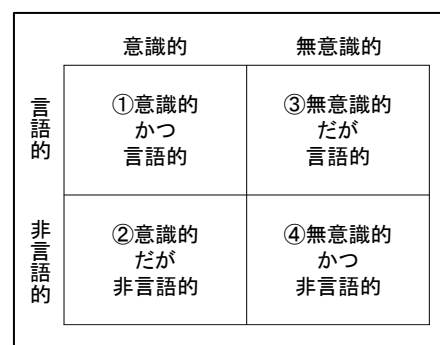 意識的 無意識的
言語的
①意識的
かつ
言語的
③無意識的
だが
言語的
非言語的
②意識的
だが
非言語的
④無意識的
かつ
非言語的